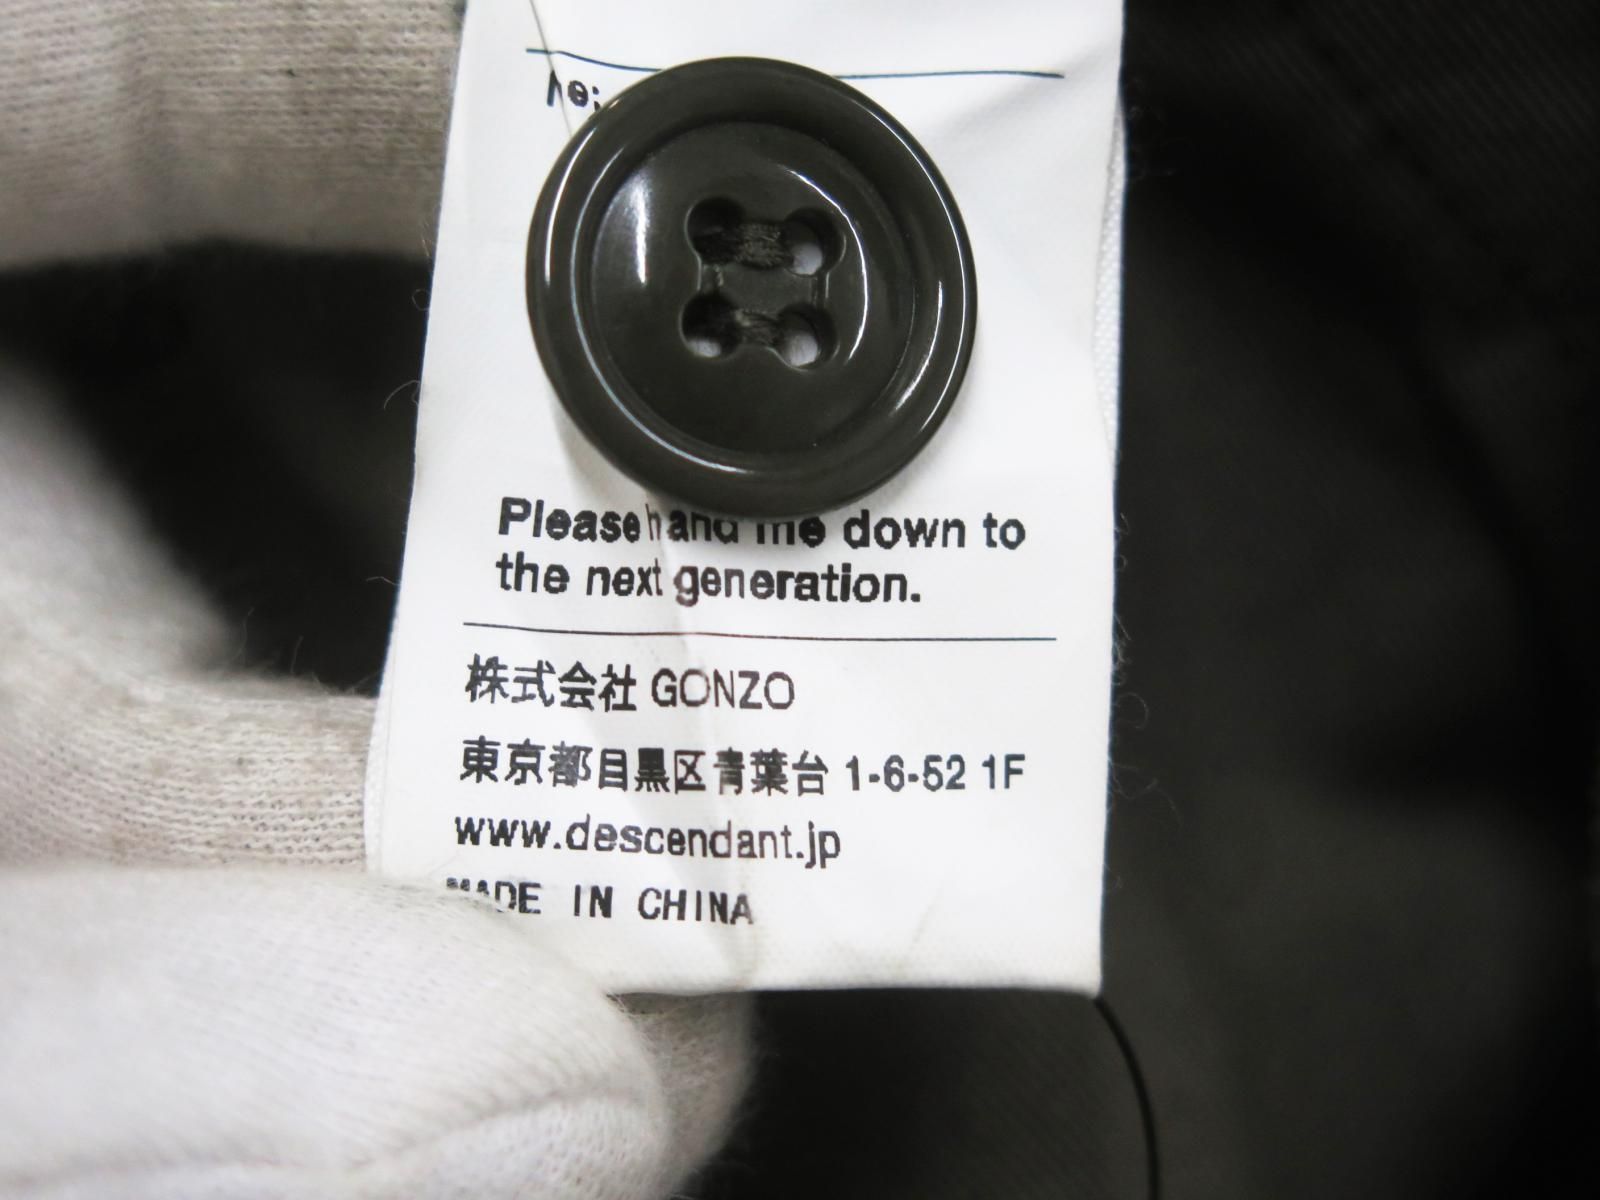 Please hand me down to
the next generation.
株式会社 GONZO
東京都目黒区青葉台 1-6-52 1F
www.descendant.jp
MADE IN CHINA